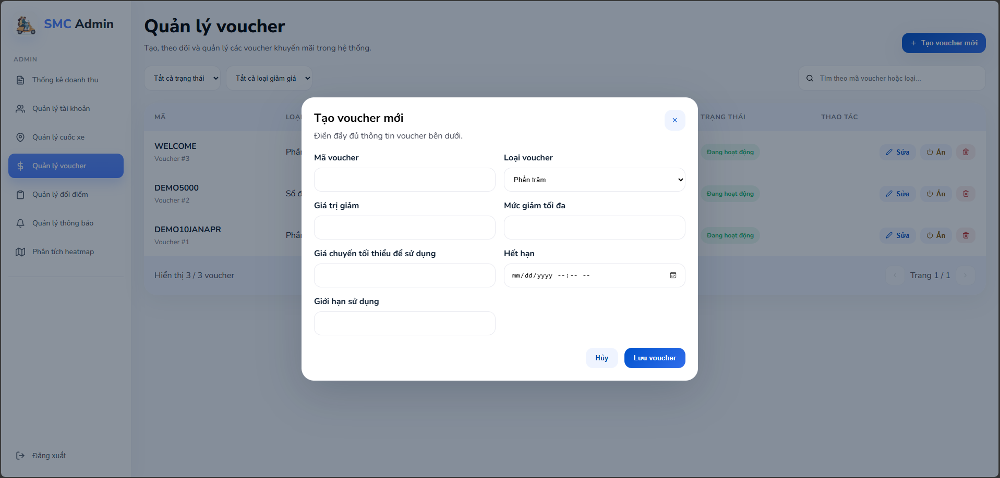 SMC Admin
ADMIN
Thống kê doanh thu
Quản lý tài khoản
Quản lý cuốc xe
Quản lý voucher
Quản lý đổi điểm
Quản lý thông báo
Phân tích heatmap
Đăng xuất
Quản lý voucher
Tạo, theo dõi và quản lý các voucher khuyến mãi trong hệ thống.
+ Tạo voucher mới
Tất cả trạng thái
Tất cả loại giảm giá
Tìm theo mã voucher hoặc loại...
MÃ
TRẠNG THÁI
THAO TÁC
WELCOME
Voucher #3
Đang hoạt động
Sửa
Ẩn
DEMO5000
Voucher #2
Số
Đang hoạt động
Sửa
Ẩn
DEMO10JANAPR
Voucher #1
Đang hoạt động
Sửa
Ẩn
Hiển thị 3 / 3 voucher
Trang 1 / 1
Tạo voucher mới
Điền đầy đủ thông tin voucher bên dưới.
Mã voucher
Loại voucher
Phần trăm
Giá trị giảm
Mức giảm tối đa
Giá chuyến tối thiểu để sử dụng
Hết hạn
mm/dd/yyyy --:-- --
Giới hạn sử dụng
Hủy
Lưu voucher